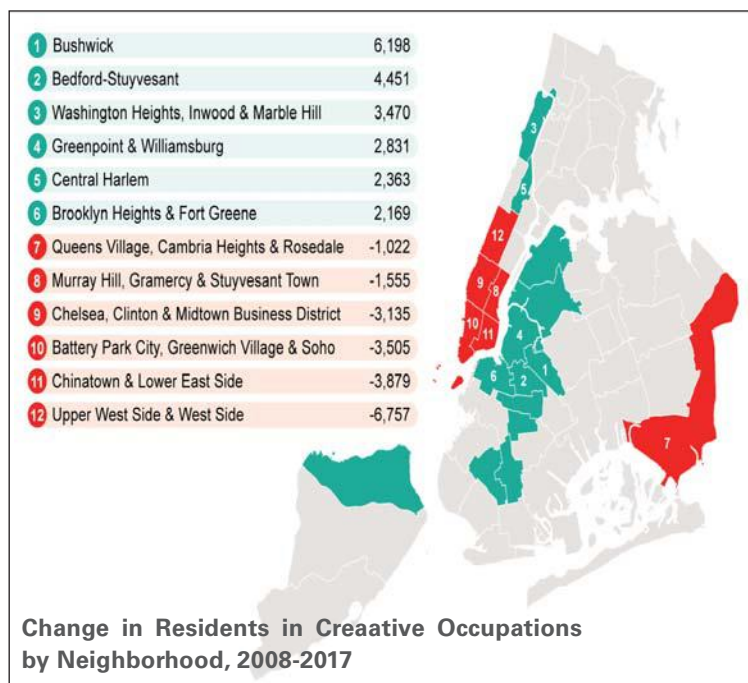 1 Bushwick 6,198
2 Bedford-Stuyvesant 4,451
3 Washington Heights, Inwood & Marble Hill 3,470
4 Greenpoint & Williamsburg 2,831
5 Central Harlem 2,363
6 Brooklyn Heights & Fort Greene 2,169
7 Queens Village, Cambria Heights & Rosedale -1,022
8 Murray Hill, Gramercy & Stuyvesant Town -1,555
9 Chelsea, Clinton & Midtown Business District -3,135
10 Battery Park City, Greenwich Village & Soho -3,505
11 Chinatown & Lower East Side -3,879
12 Upper West Side & West Side -6,757
3
5
12
9
8
10
11
4
6
2
1
7
Change in Residents in Creaative Occupations
by Neighborhood, 2008-2017